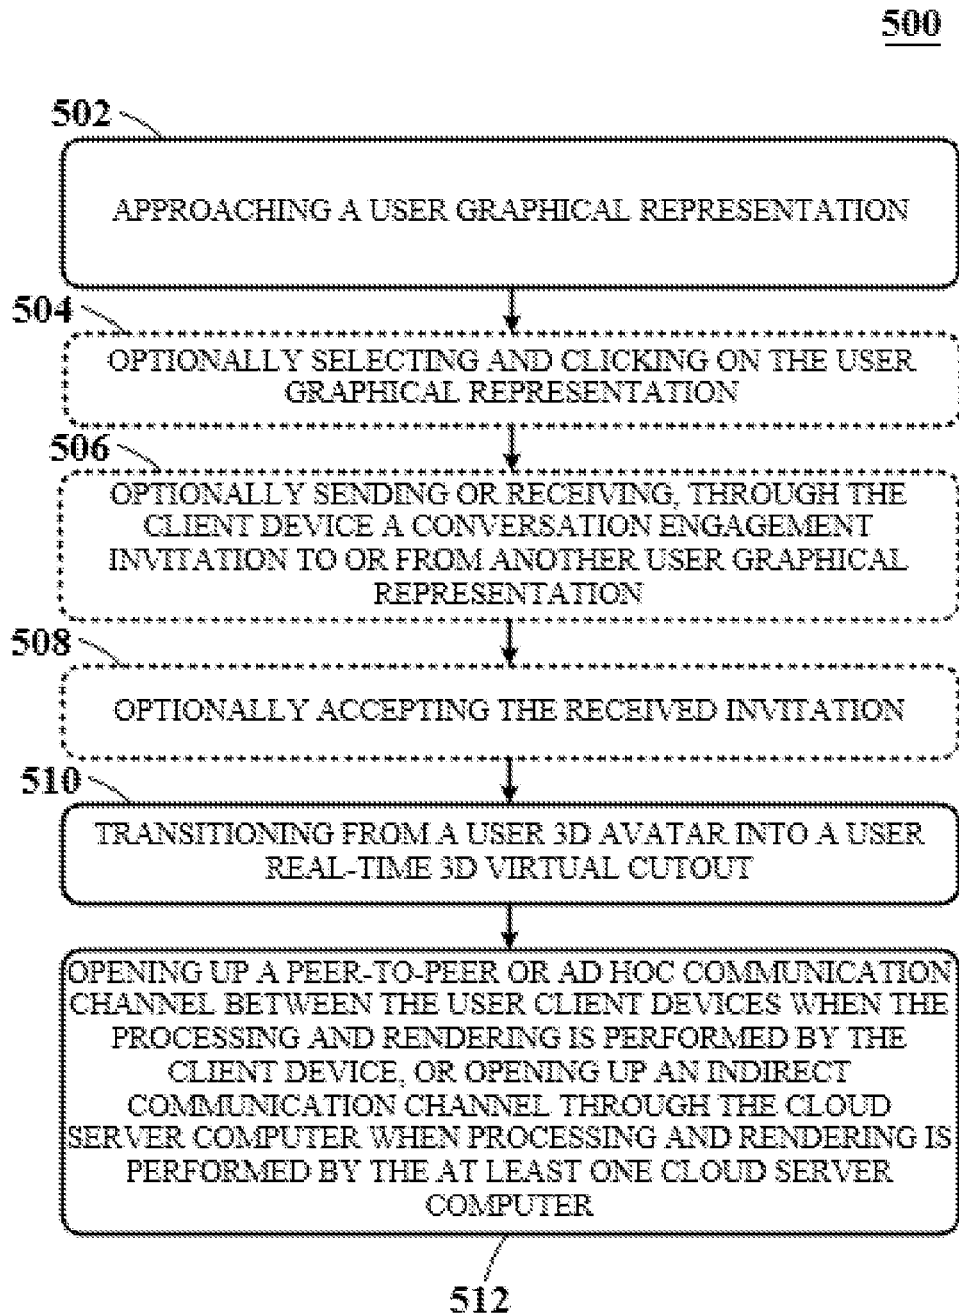 500
502
APPROACHING A USER GRAPHICAL REPRESENTATION
504
OPTIONALLY SELECTING AND CLICKING ON THE USER
GRAPHICAL REPRESENTATION
506
OPTIONALLY SENDING OR RECEIVING, THROUGH THE
CLIENT DEVICE A CONVERSATION ENGAGEMENT
INVITATION TO OR FROM ANOTHER USER GRAPHICAL
REPRESENTATION
508
OPTIONALLY ACCEPTING THE RECEIVED INVITATION
510
TRANSITIONING FROM A USER 3D AVATAR INTO A USER
REAL-TIME 3D VIRTUAL CUTOUT
OPENING UP A PEER-TO-PEER OR AD HOC COMMUNICATION
CHANNEL BETWEEN THE USER CLIENT DEVICES WHEN THE
PROCESSING AND RENDERING IS PERFORMED BY THE
CLIENT DEVICE, OR OPENING UP AN INDIRECT
COMMUNICATION CHANNEL THROUGH THE CLOUD
SERVER COMPUTER WHEN PROCESSING AND RENDERING IS
PERFORMED BY THE AT LEAST ONE CLOUD SERVER
COMPUTER
512